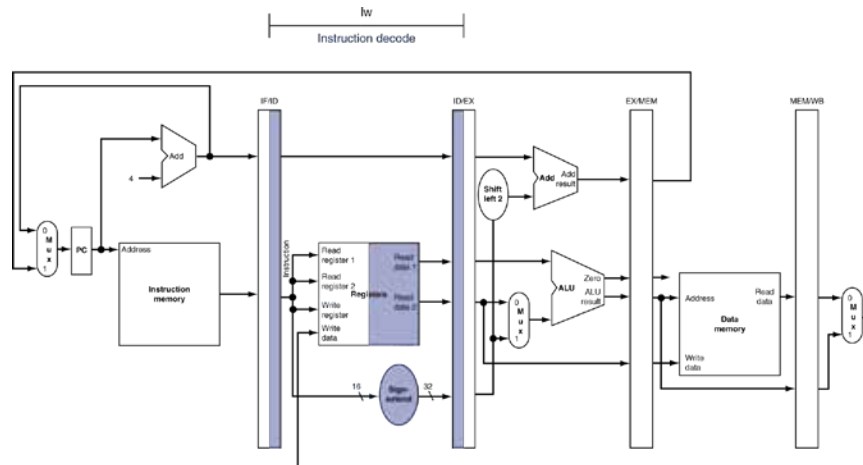 lw
Instruction decode
IF/ID
ID/EX
EX/MEM
MEM/WB
Add
4
Add
Add
result
Shift
left 2
0
M
u
x
1
PC
Address
Instruction
memory
Instruction
Read
register 1
Read
data 1
Read
register 2
Registers
Write
register
Read
data 2
Write
data
Zero
ALU
ALU
result
0
M
u
x
1
Address
Read
data
Data
memory
Write
data
0
M
u
x
1
16
Sign-
extend
32